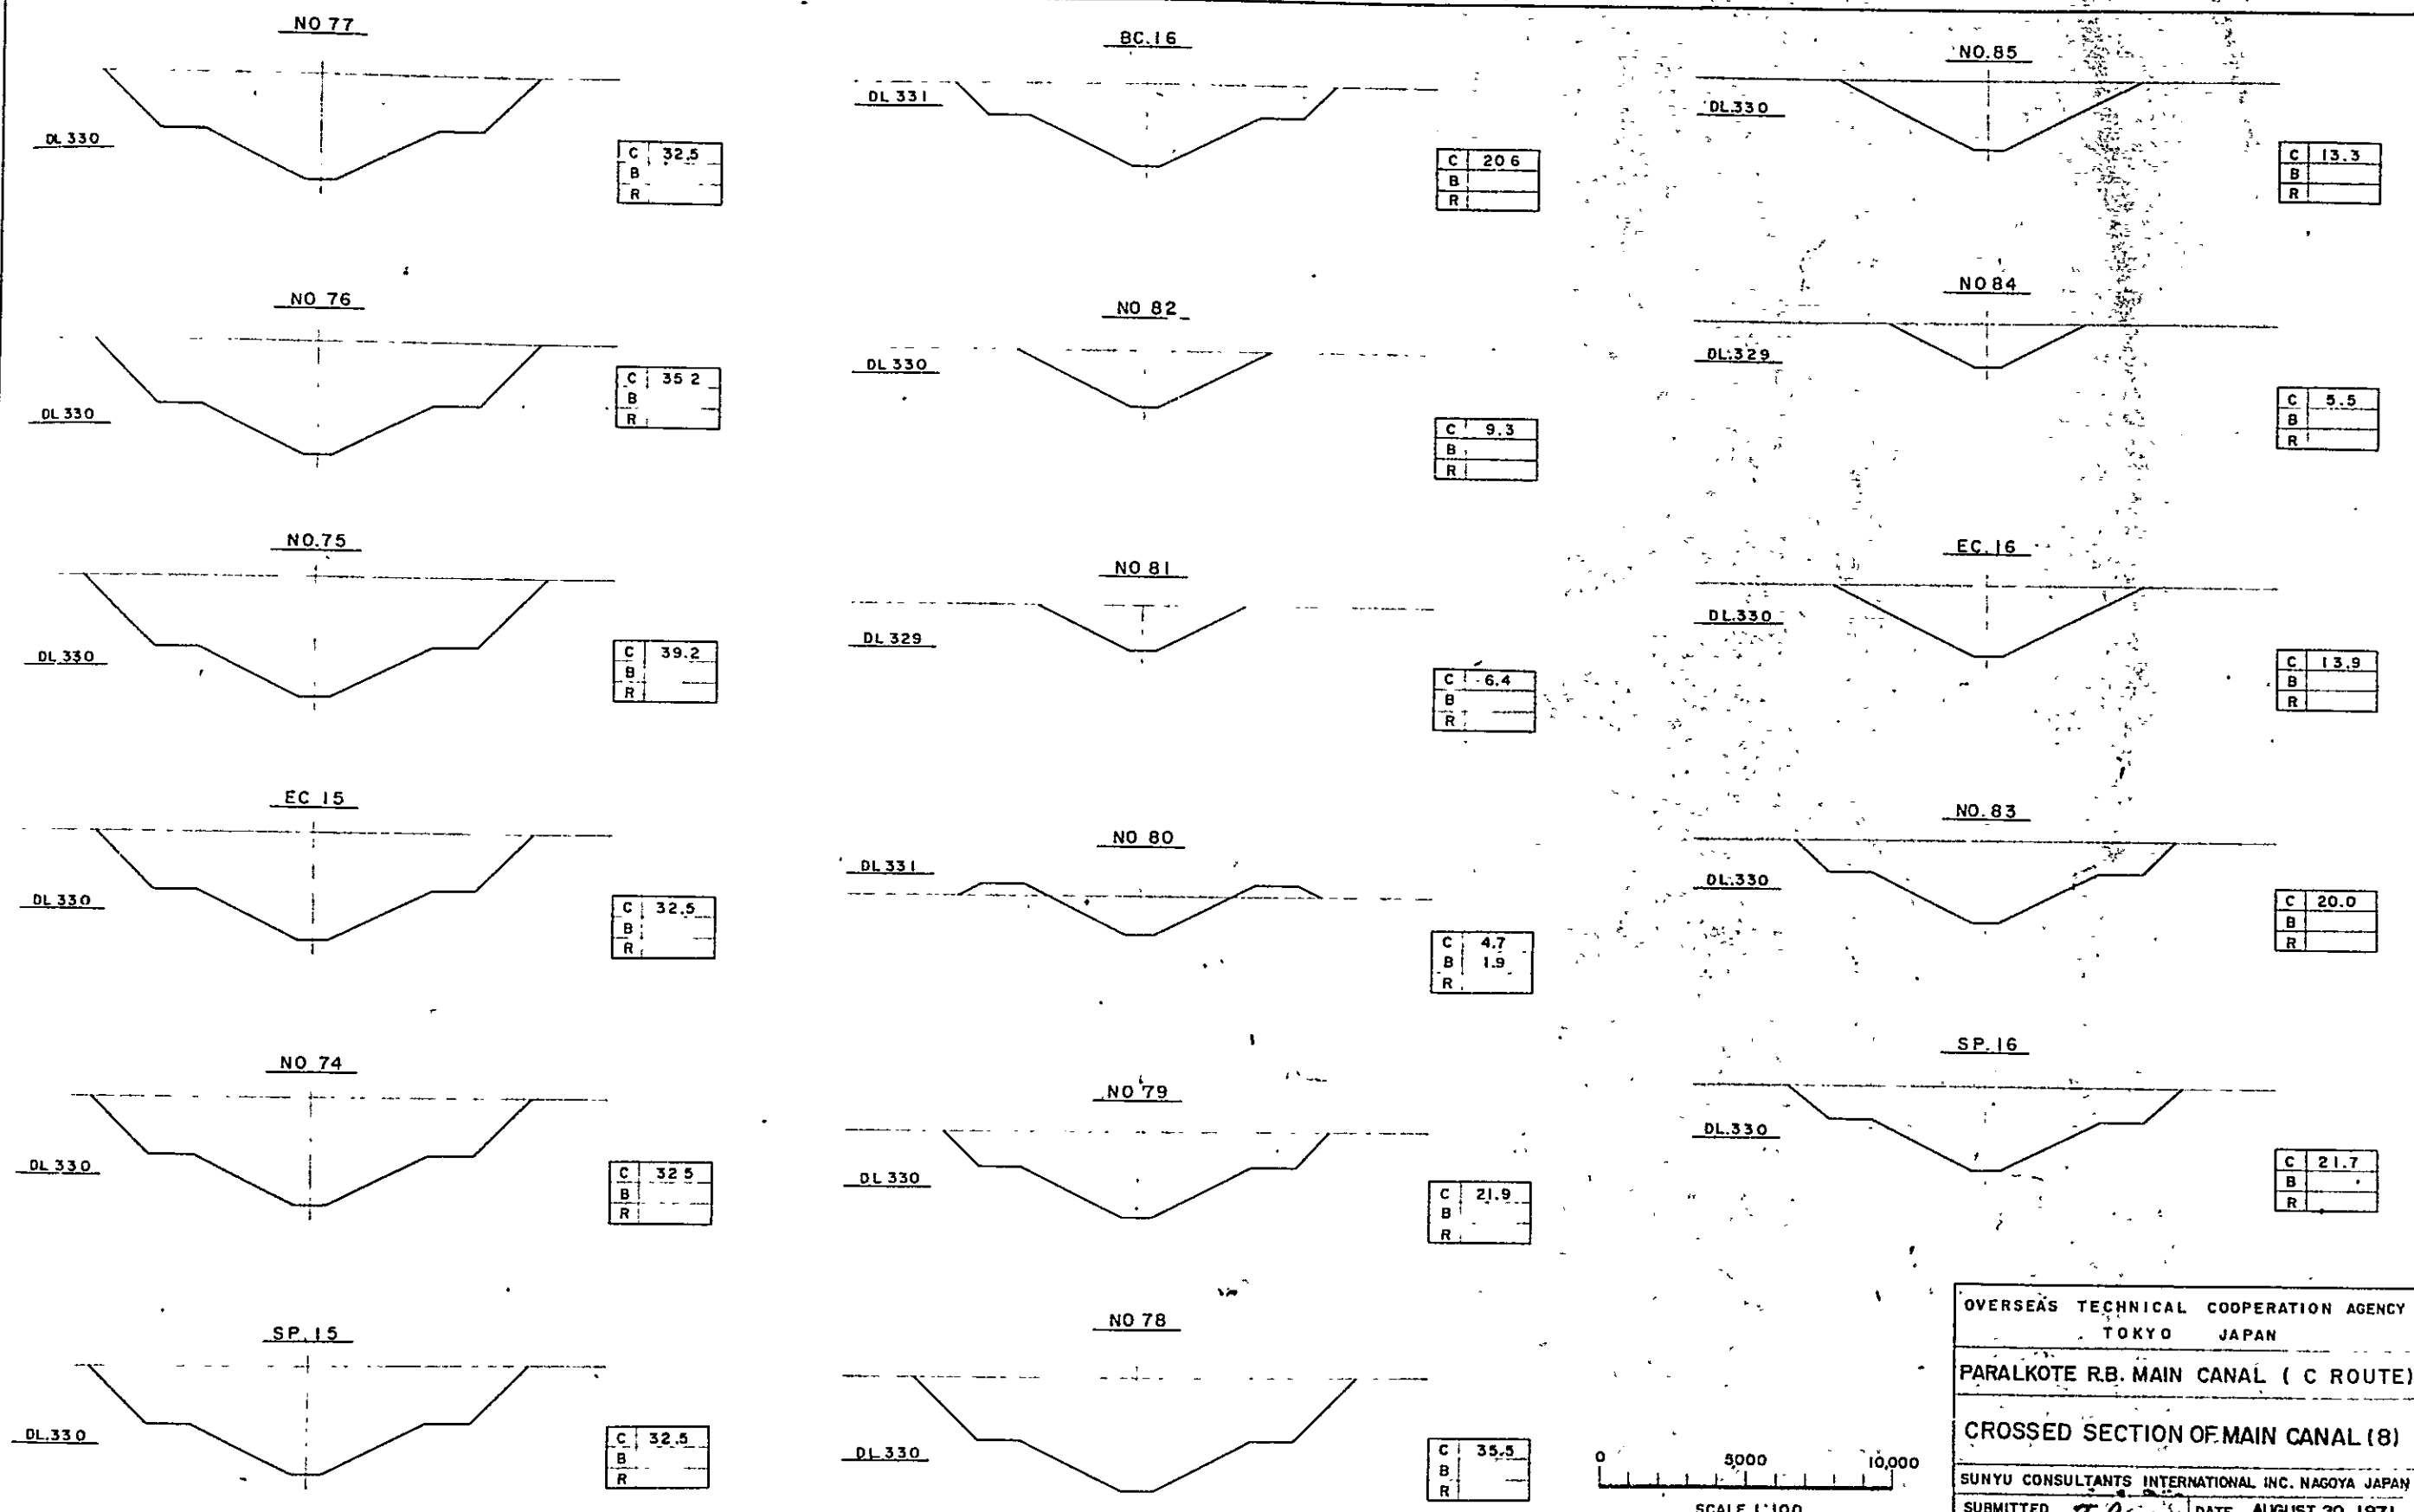 NO 77
DL 330
C 32.5
B
R
NO 76
DL 330
C 35 2
B
R
NO.75
DL 330
C 39.2
B
R
EC 15
DL 330
C 32.5
B
R
NO 74
DL 330
C 32 5
B
R
SP. 15
DL.330
C 32.5
B
R
BC.16
DL 331
C 20 6
B
R
NO 82
DL 330
C 9.3
B
R
NO 81
DL 329
C 6.4
B
R
NO 80
DL 331
C 4.7
B 1.9
R
NO 79
DL 330
C 21.9
B
R
NO 78
DL 330
C 35.5
B
R
NO.85
DL.330
C 13.3
B
R
NO 84
DL.329
C 5.5
B
R
EC.16
DL.330
C 13.9
B
R
NO.83
DL.330
C 20.0
B
R
SP.16
DL.330
C 21.7
B
R
0 5000 10,000
SCALE 1:100
OVERSEAS TECHNICAL COOPERATION AGENCY
TOKYO JAPAN
PARALKOTE R.B. MAIN CANAL ( C ROUTE)
CROSSED SECTION OF MAIN CANAL (8)
SUNYU CONSULTANTS INTERNATIONAL INC. NAGOYA JAPAN
SUBMITTED DATE AUGUST 20, 1971